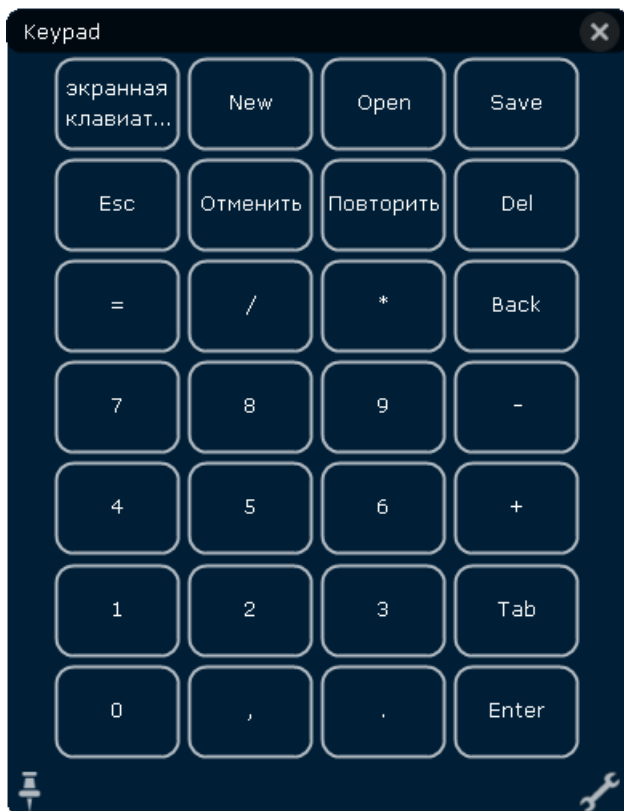 Keypad
экранная
клавиат...
New
Open
Save
Esc
Отменить
Повторить
Del
=
/
*
Back
7
8
9
-
4
5
6
+
1
2
3
Tab
0
,
.
Enter